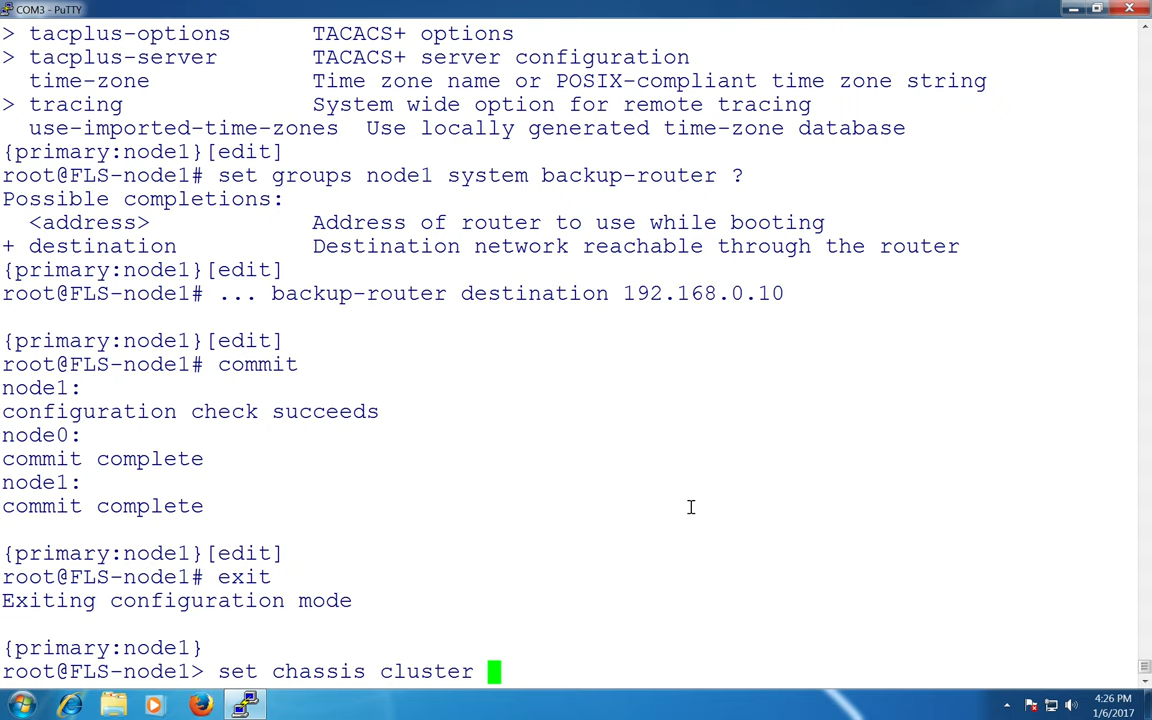 COM3 - PuTTY
> tacplus-options TACACS+ options
> tacplus-server TACACS+ server configuration
time-zone Time zone name or POSIX-compliant time zone string
> tracing System wide option for remote tracing
use-imported-time-zones Use locally generated time-zone database
{primary:node1}[edit]
root@FLS-node1# set groups node1 system backup-router ?
Possible completions:
<address> Address of router to use while booting
+ destination Destination network reachable through the router
{primary:node1}[edit]
root@FLS-node1# ... backup-router destination 192.168.0.10
{primary:node1}[edit]
root@FLS-node1# commit
node1:
configuration check succeeds
node0:
commit complete
node1:
commit complete
{primary:node1}[edit]
root@FLS-node1# exit
Exiting configuration mode
{primary:node1}
root@FLS-node1> set chassis cluster
4:26 PM
1/6/2017